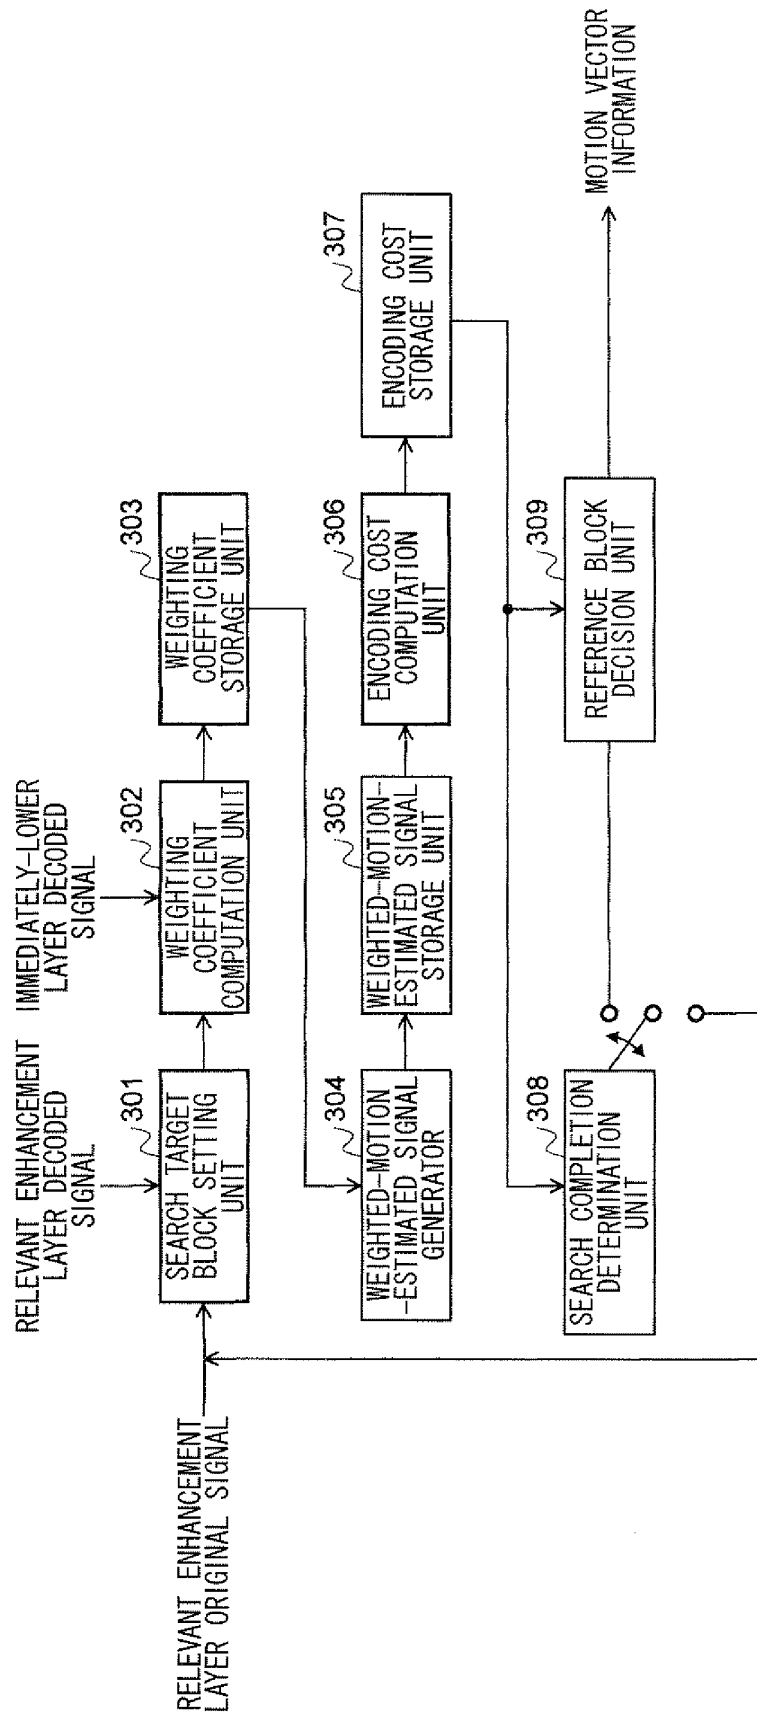 RELEVANT ENHANCEMENT
LAYER ORIGINAL SIGNAL
RELEVANT ENHANCEMENT
LAYER DECODED
SIGNAL
IMMEDIATELY-LOWER
LAYER DECODED
SIGNAL
301
SEARCH TARGET
BLOCK SETTING
UNIT
302
WEIGHTING
COEFFICIENT
COMPUTATION UNIT
303
WEIGHTING
COEFFICIENT
STORAGE UNIT
304
WEIGHTED-MOTION
-ESTIMATED SIGNAL
GENERATOR
305
WEIGHTED-MOTION-
ESTIMATED SIGNAL
STORAGE UNIT
306
ENCODING COST
COMPUTATION
UNIT
307
ENCODING COST
STORAGE UNIT
308
SEARCH COMPLETION
DETERMINATION
UNIT
309
REFERENCE BLOCK
DECISION UNIT
MOTION VECTOR
INFORMATION